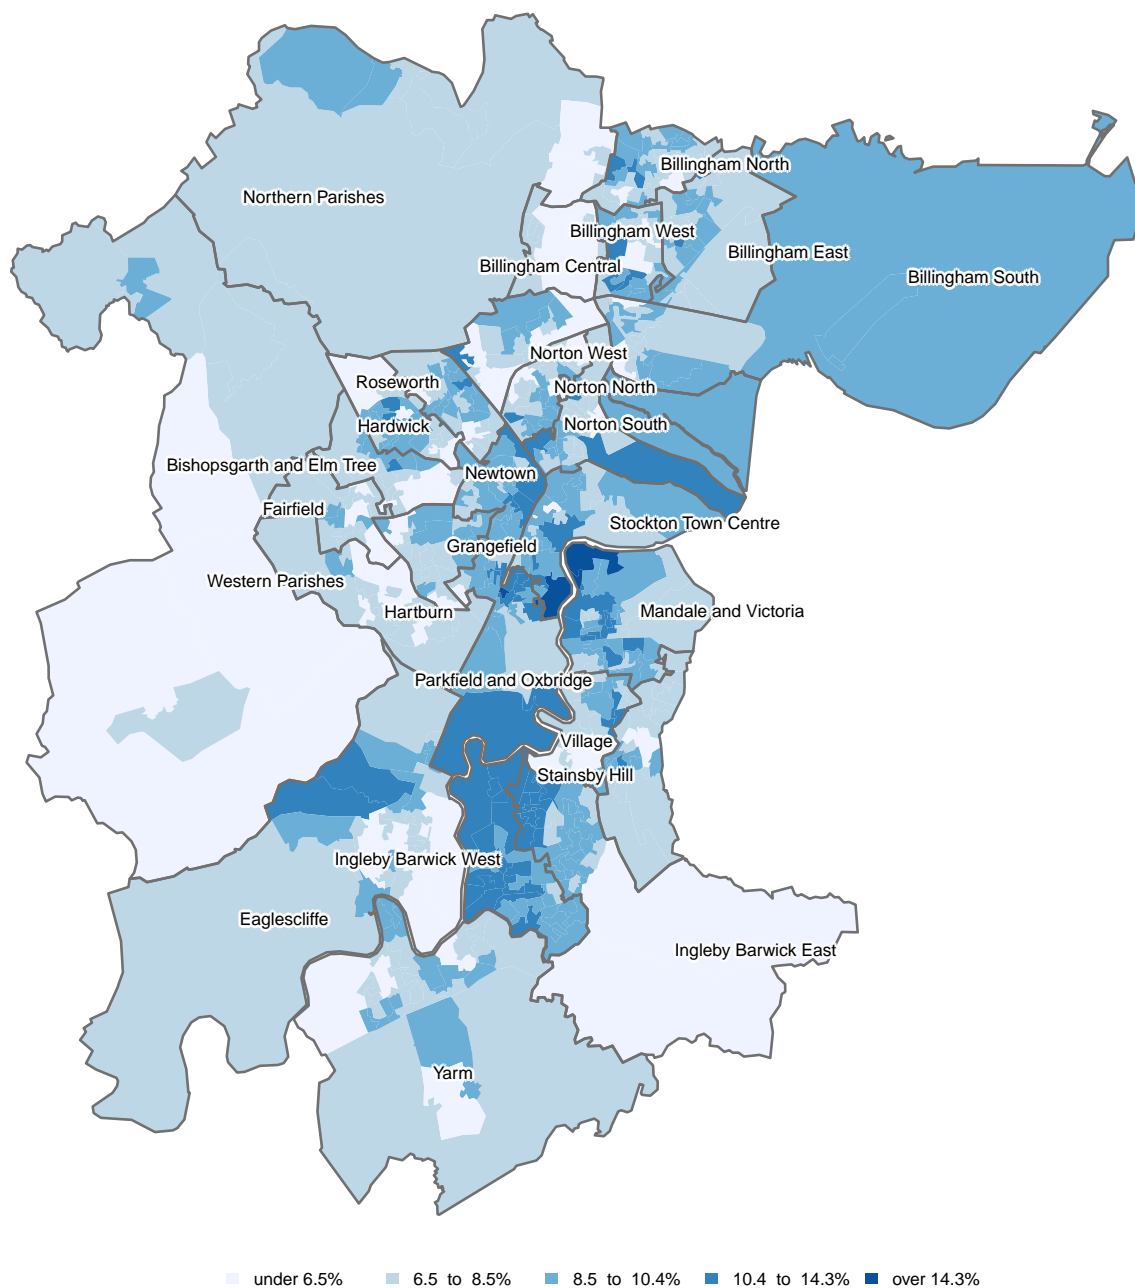 Billingham North
Northern Parishes
Billingham West
Billingham East
Billingham Central
Billingham South
Norton West
Roseworth
Norton North
Hardwick
Norton South
Bishopsgarth and Elm Tree
Newtown
Fairfield
Stockton Town Centre
Grangefield
Western Parishes
Hartburn
Mandale and Victoria
Parkfield and Oxbridge
Village
Stainsby Hill
Ingleby Barwick West
Eaglescliffe
Ingleby Barwick East
Yarm
under 6.5% 6.5 to 8.5% 8.5 to 10.4% 10.4 to 14.3% over 14.3%